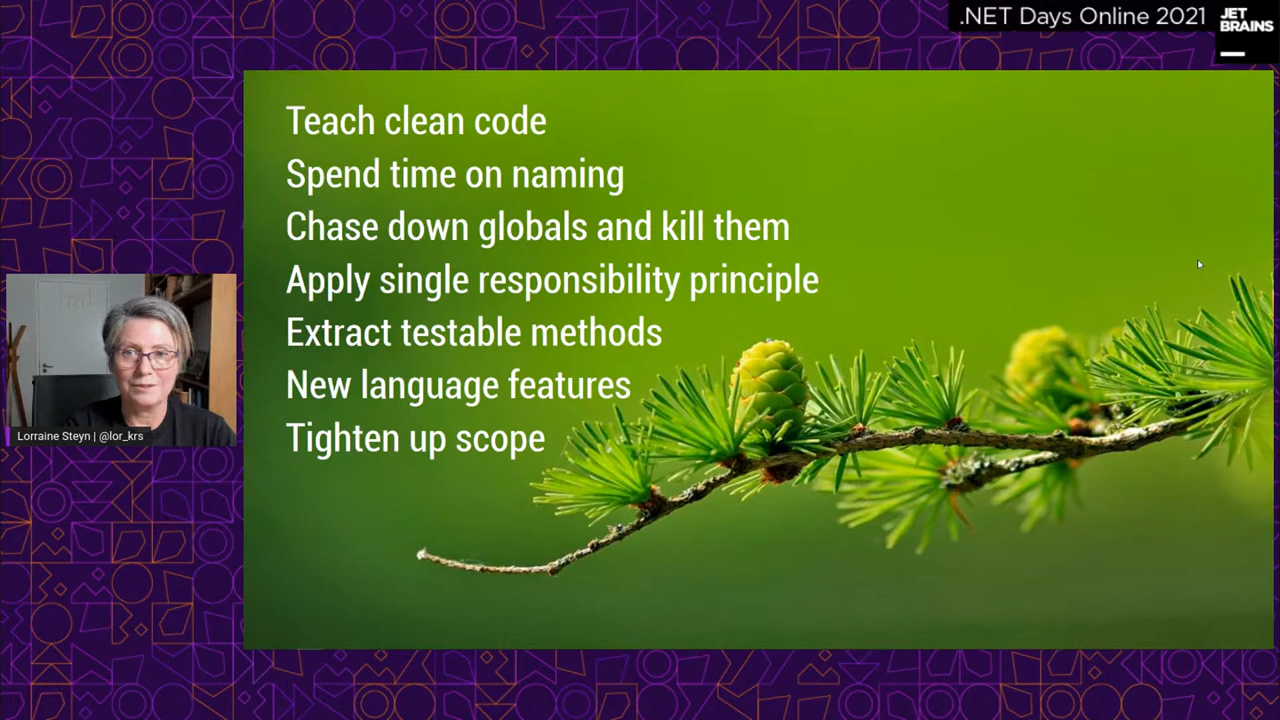 .NET Days Online 2021
JET
BRAINS
Teach clean code
Spend time on naming
Chase down globals and kill them
Apply single responsibility principle
Extract testable methods
New language features
Tighten up scope
Lorraine Steyn | @lor_krs